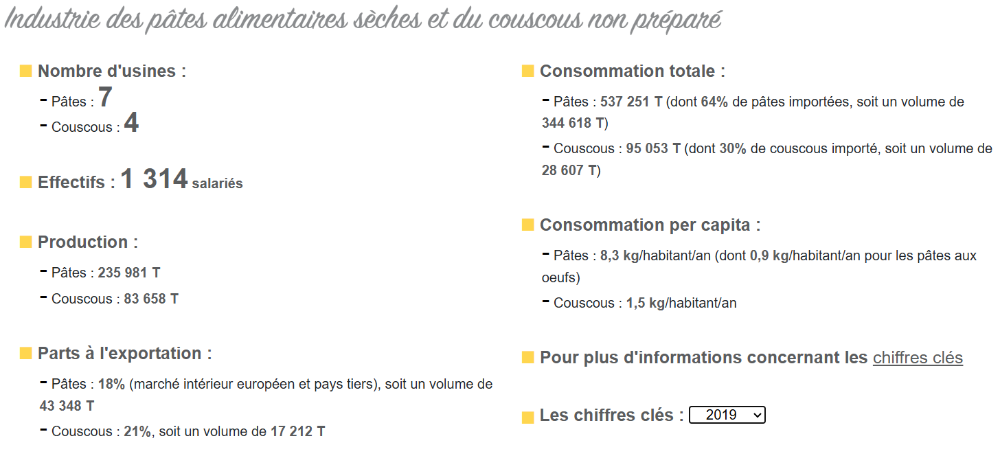 Industrie des pâtes alimentaires sèches et du couscous non préparé
Nombre d'usines :
- Pâtes : 7
- Couscous : 4
Effectifs : 1 314 salariés
Production :
- Pâtes : 235 981 T
- Couscous : 83 658 T
Parts à l'exportation :
- Pâtes : 18% (marché intérieur européen et pays tiers), soit un volume de
43 348 T
- Couscous : 21%, soit un volume de 17 212 T
Consommation totale :
- Pâtes : 537 251 T (dont 64% de pâtes importées, soit un volume de
344 618 T)
- Couscous : 95 053 T (dont 30% de couscous importé, soit un volume de
28 607 T)
Consommation per capita :
- Pâtes : 8,3 kg/habitant/an (dont 0,9 kg/habitant/an pour les pâtes aux
oeufs)
- Couscous : 1,5 kg/habitant/an
Pour plus d'informations concernant les chiffres clés
Les chiffres clés : 2019